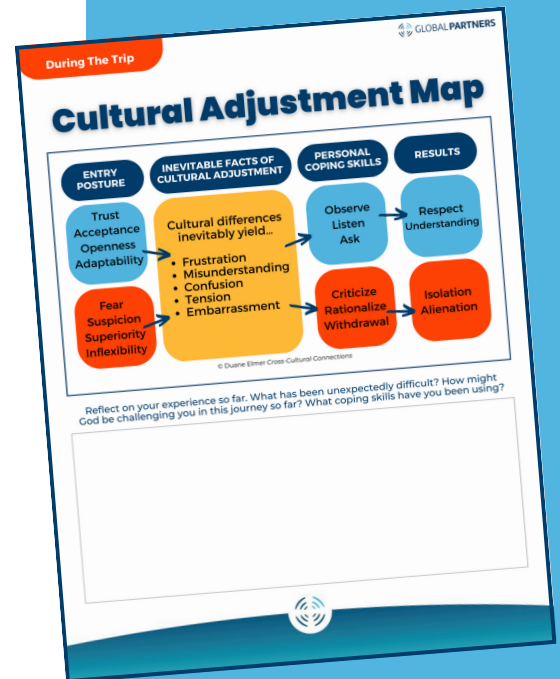 GLOBALPARTNERS
During The Trip
Cultural Adjustment Map
ENTRY
POSTURE
INEVITABLE FACTS OF
CULTURAL ADJUSTMENT
PERSONAL
COPING SKILLS
RESULTS
Trust
Acceptance
Openness
Adaptability
Fear
Suspicion
Superiority
Inflexibility
Cultural differences
inevitably yield...
• Frustration
• Misunderstanding
• Confusion
• Tension
• Embarrassment
Observe
Listen
Ask
Criticize
Rationalize
Withdrawal
Respect
Understanding
Isolation
Alienation
© Duane Elmer Cross-Cultural Connections
Reflect on your experience so far. What has been unexpectedly difficult? How might
God be challenging you in this journey so far? What coping skills have you been using?